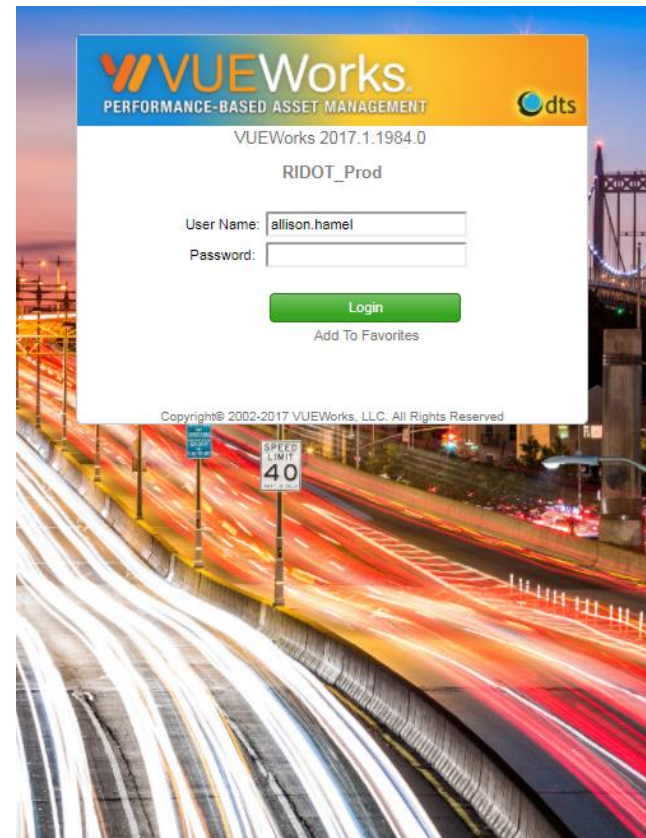 VUEWorks.
PERFORMANCE-BASED ASSET MANAGEMENT
dts
VUEWorks 2017.1.1984.0
RIDOT_Prod
User Name: allison.hamel
Password:
Login
Add To Favorites
Copyright© 2002-2017 VUEWorks, LLC. All Rights Reserved
SPEED
LIMIT
40